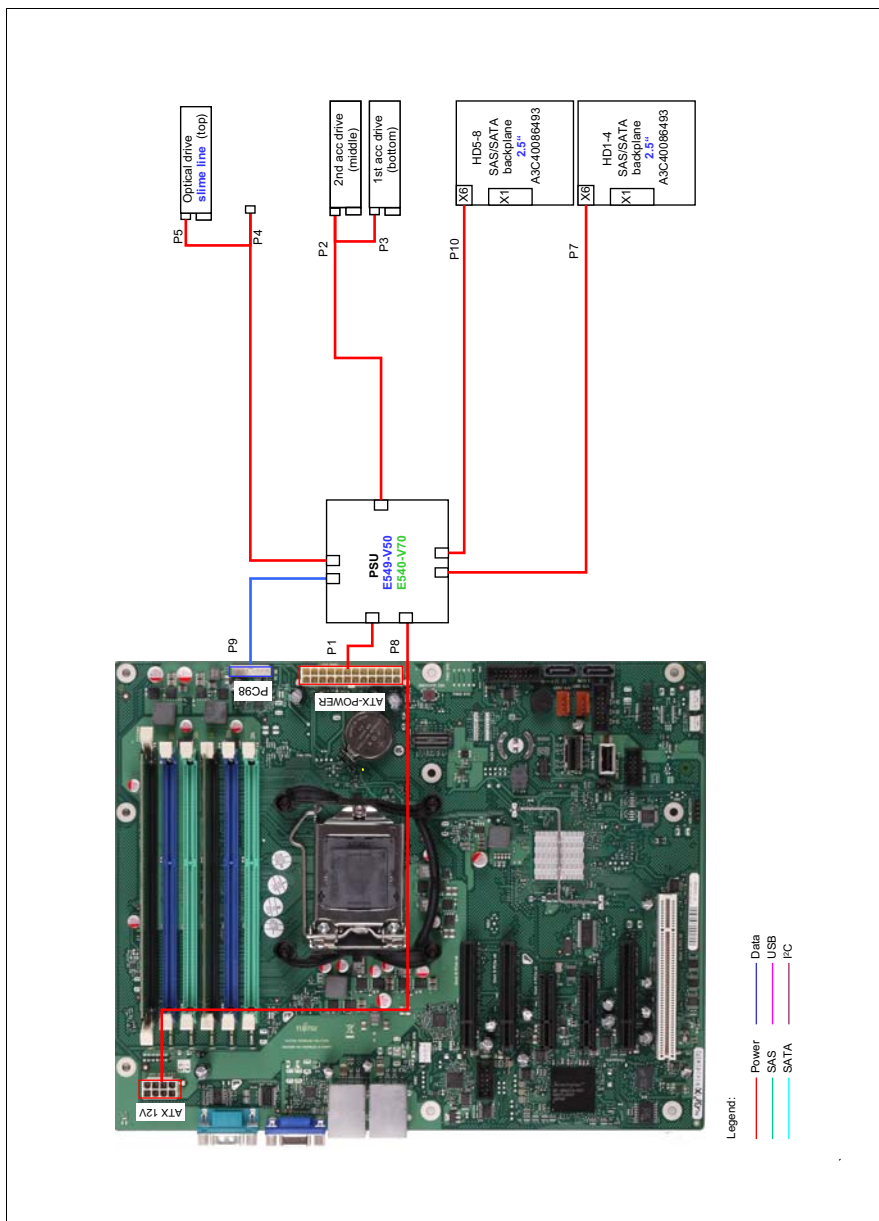 Optical drive
slime line (top)
P5
P4
2nd acc drive
(middle)
1st acc drive
(bottom)
P2
P3
HD5-8
SAS/SATA
backplane
2.5"
A3C40086493
X6
X1
HD1-4
SAS/SATA
backplane
2.5"
A3C40086493
X6
X1
P10
P7
PSU
E549-V50
E540-V70
P9
P1
P8
PC98
ATX-POWER
ATX 12V
FUJITSU
Legend:
Power
SAS
SATA
Data
USB
I²C